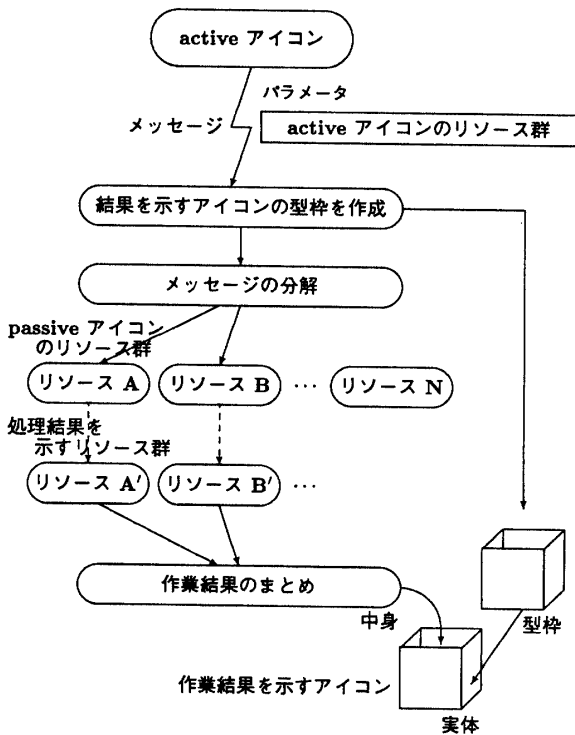 active アイコン
パラメータ
メッセージ
active アイコンのリソース群
結果を示すアイコンの型枠を作成
メッセージの分解
passive アイコン
のリソース群
リソース A
リソース B
···
リソース N
処理結果を
示すリソース群
リソース A′
リソース B′
···
作業結果のまとめ
中身
型枠
作業結果を示すアイコン
実体